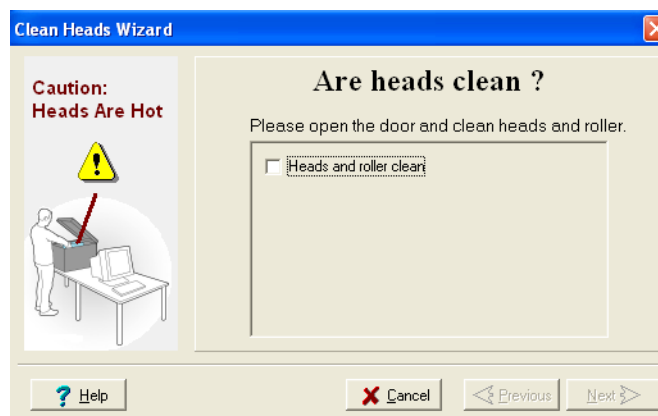 Clean Heads Wizard
Caution:
Heads Are Hot
Are heads clean ?
Please open the door and clean heads and roller.
Heads and roller clean
Help
Cancel
Previous
Next